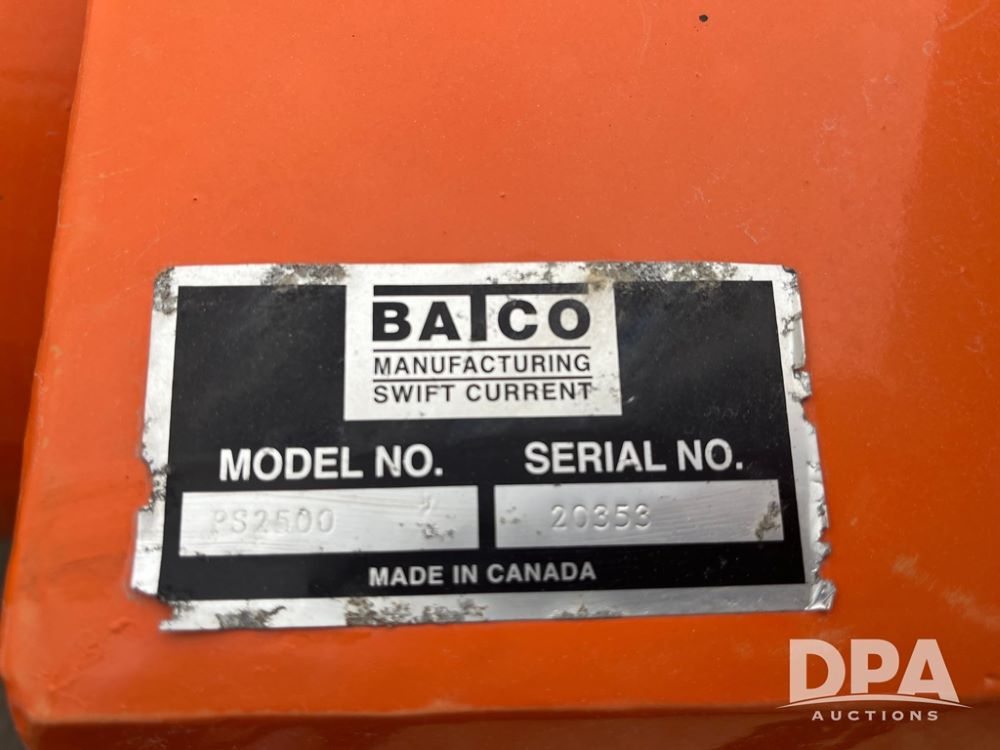 BATCO
MANUFACTURING
SWIFT CURRENT
MODEL NO. SERIAL NO.
PS2500 20353
MADE IN CANADA
DPA
AUCTIONS